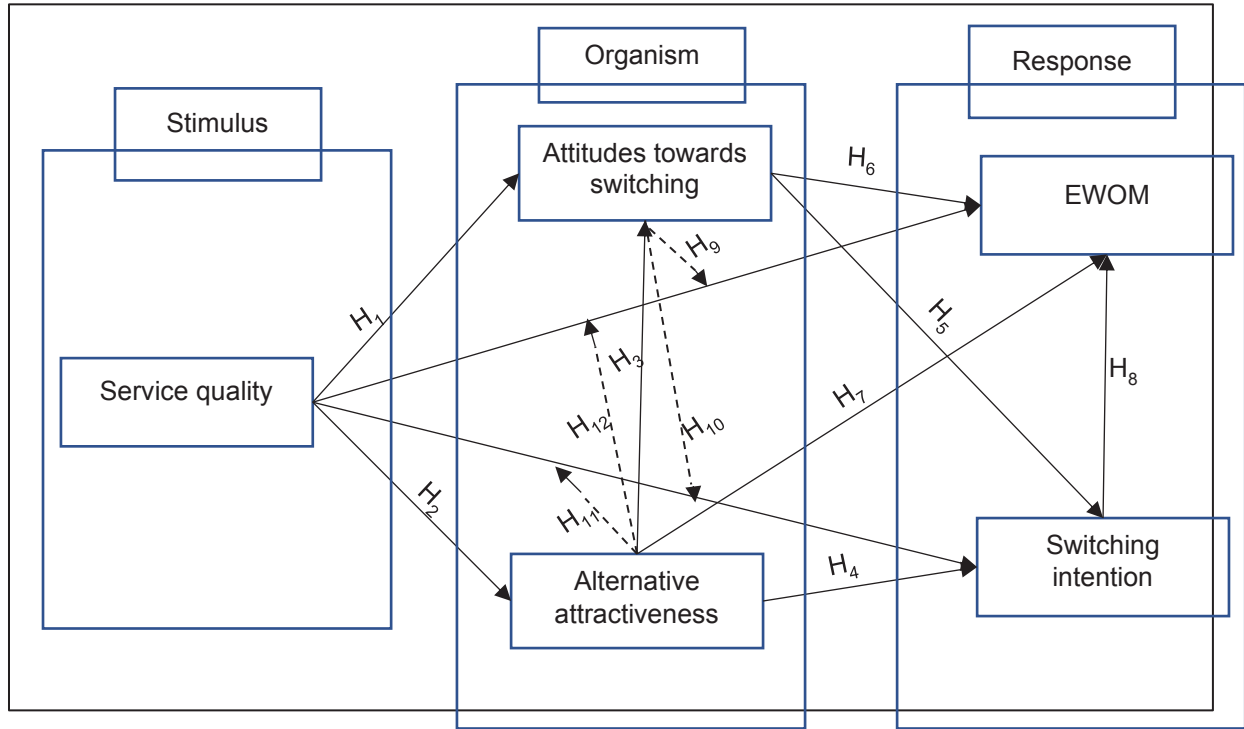 Stimulus
Organism
Response
Service quality
Attitudes towards
switching
Alternative
attractiveness
EWOM
Switching
intention
H₁
H₂
H₃
H₄
H₅
H₆
H₇
H₈
H₉
H₁₀
H₁₁
H₁₂